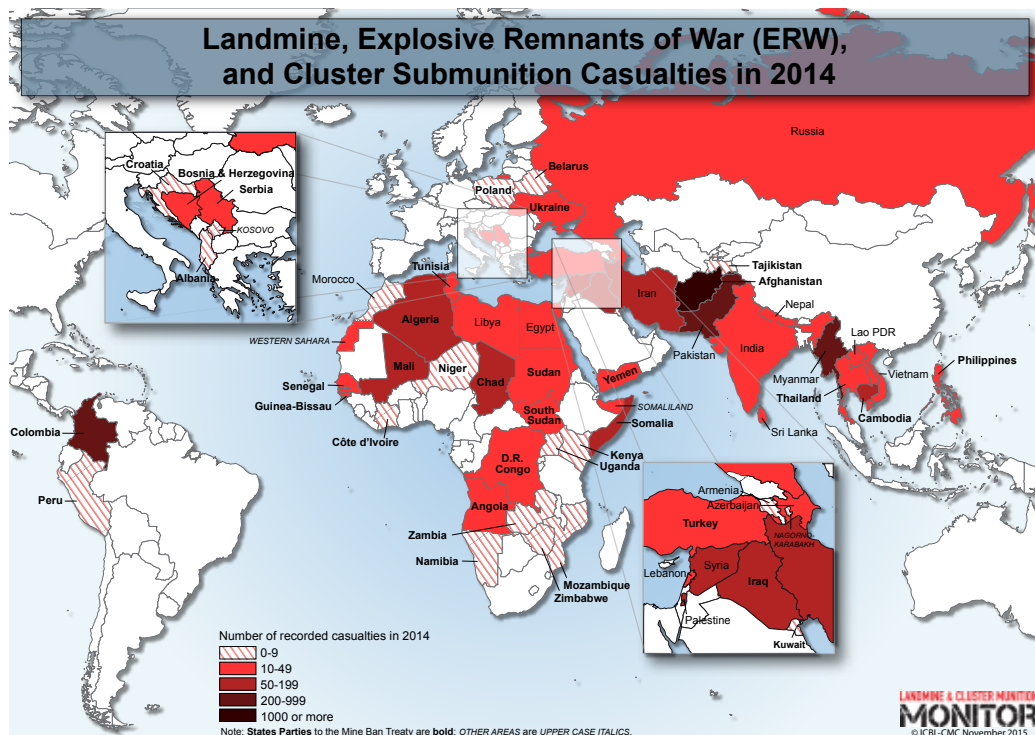 Landmine, Explosive Remnants of War (ERW),
and Cluster Submunition Casualties in 2014
Russia
Croatia
Bosnia & Herzegovina
Serbia
KOSOVO
Albania
Belarus
Poland
Ukraine
Tunisia
Morocco
Algeria
Libya
Egypt
WESTERN SAHARA
Mali
Niger
Chad
Sudan
Senegal
Guinea-Bissau
Côte d'Ivoire
South
Sudan
Yemen
SOMALILAND
Somalia
Kenya
Uganda
D.R.
Congo
Angola
Zambia
Namibia
Mozambique
Zimbabwe
Colombia
Peru
Tajikistan
Afghanistan
Iran
Nepal
Pakistan
India
Lao PDR
Myanmar
Vietnam
Thailand
Philippines
Cambodia
Sri Lanka
Armenia
Azerbaijan
Turkey
NAGORNO-
KARABAKH
Syria
Lebanon
Iraq
Palestine
Kuwait
Number of recorded casualties in 2014
0-9
10-49
50-199
200-999
1000 or more
Note: States Parties to the Mine Ban Treaty are bold; OTHER AREAS are UPPER CASE ITALICS.
LANDMINE & CLUSTER MUNITION
MONITOR
© ICBL-CMC November 2015